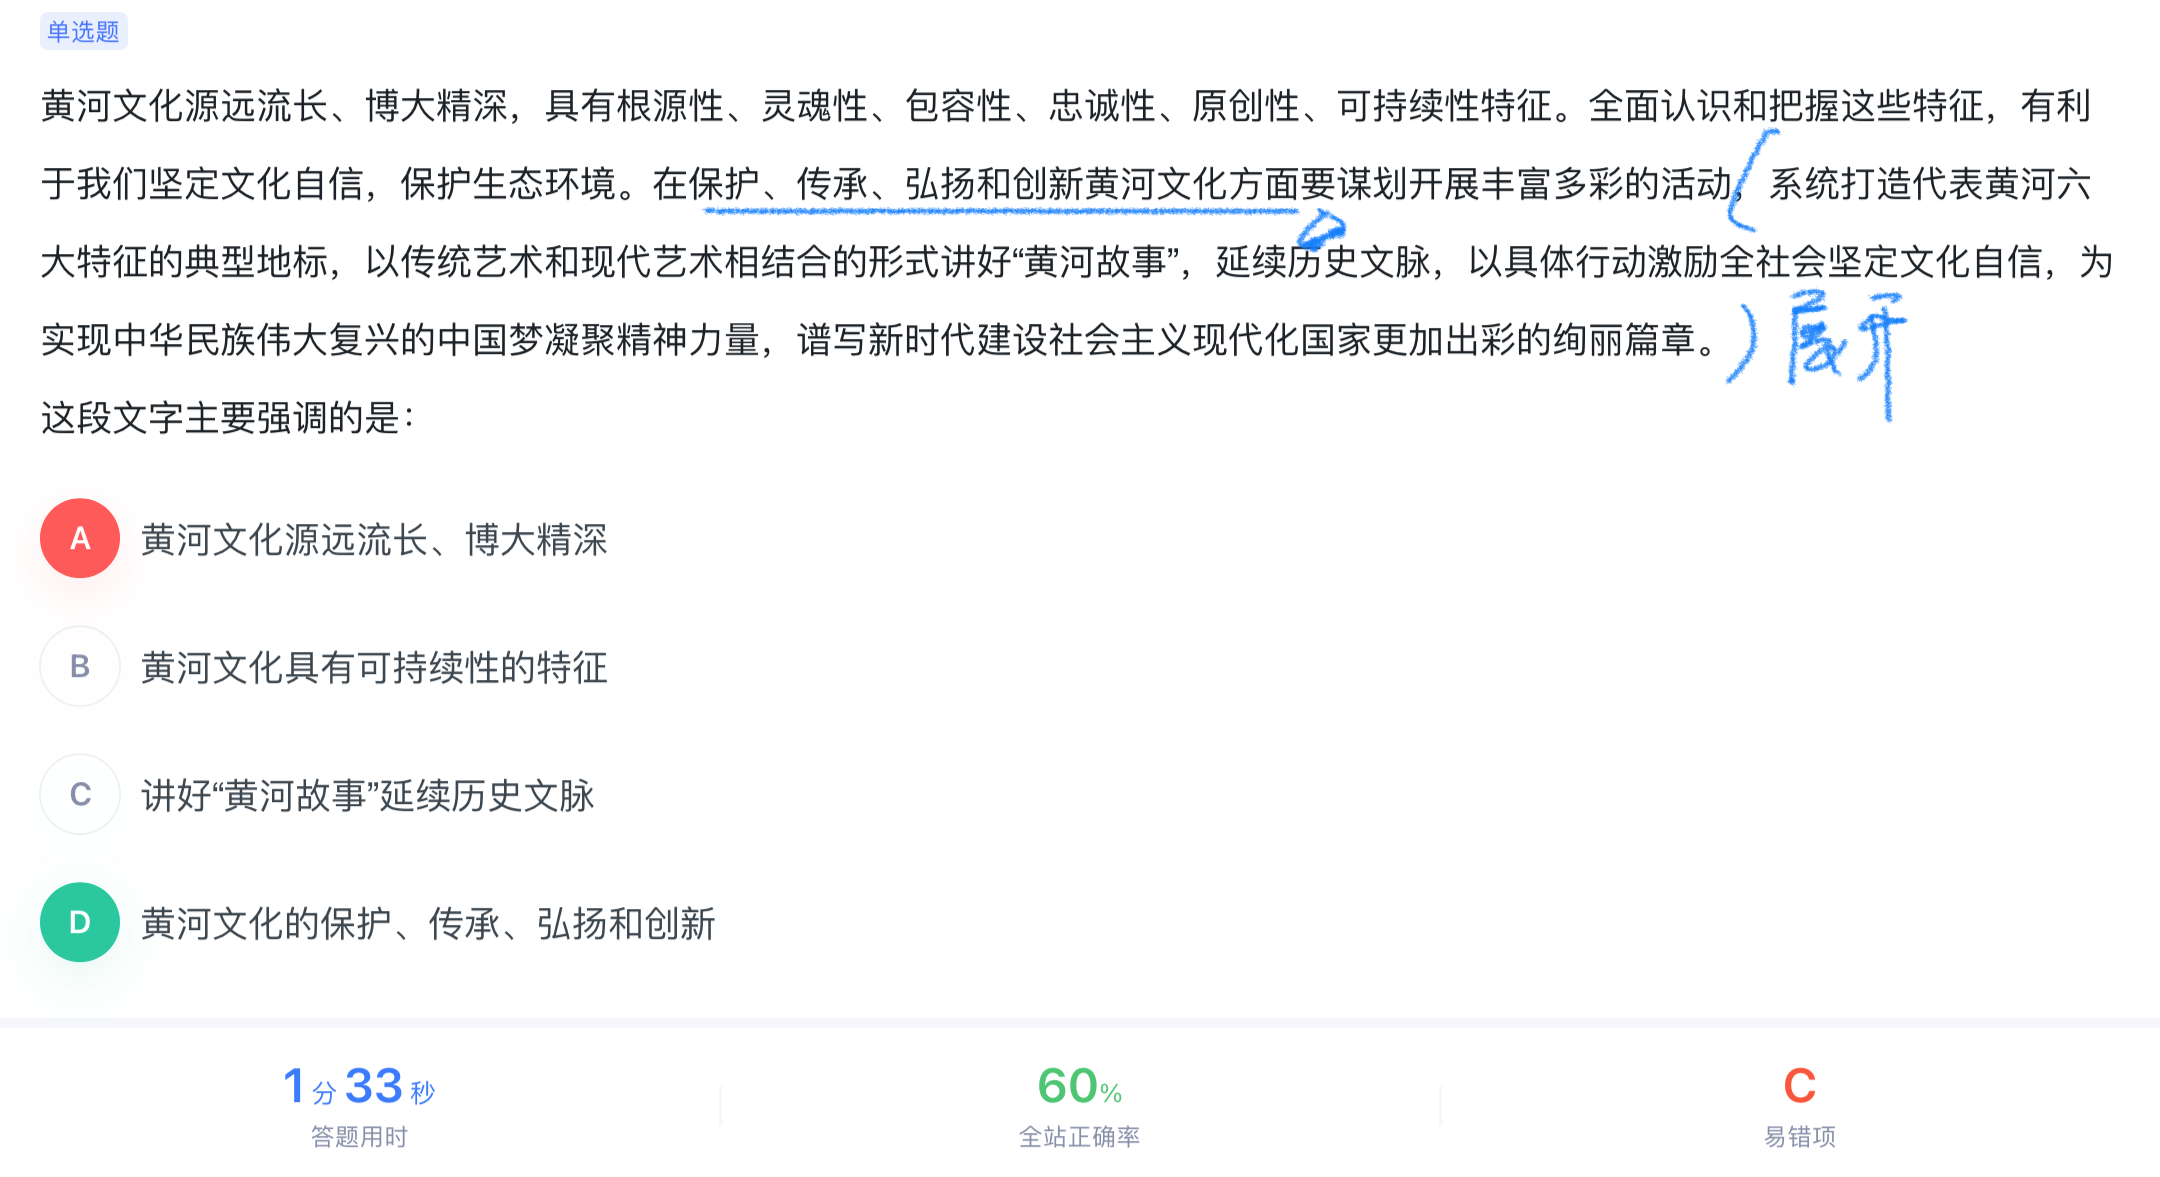 单选题
黄河文化源远流长、博大精深，具有根源性、灵魂性、包容性、忠诚性、原创性、可持续性特征。全面认识和把握这些特征，有利
于我们坚定文化自信，保护生态环境。在保护、传承、弘扬和创新黄河文化方面要谋划开展丰富多彩的活动，系统打造代表黄河六
大特征的典型地标，以传统艺术和现代艺术相结合的形式讲好“黄河故事”，延续历史文脉，以具体行动激励全社会坚定文化自信，为
实现中华民族伟大复兴的中国梦凝聚精神力量，谱写新时代建设社会主义现代化国家更加出彩的绚丽篇章。
展开
这段文字主要强调的是：
A 黄河文化源远流长、博大精深
B 黄河文化具有可持续性的特征
C 讲好“黄河故事”延续历史文脉
D 黄河文化的保护、传承、弘扬和创新
1分33秒 60% C
答题用时 全站正确率 易错项